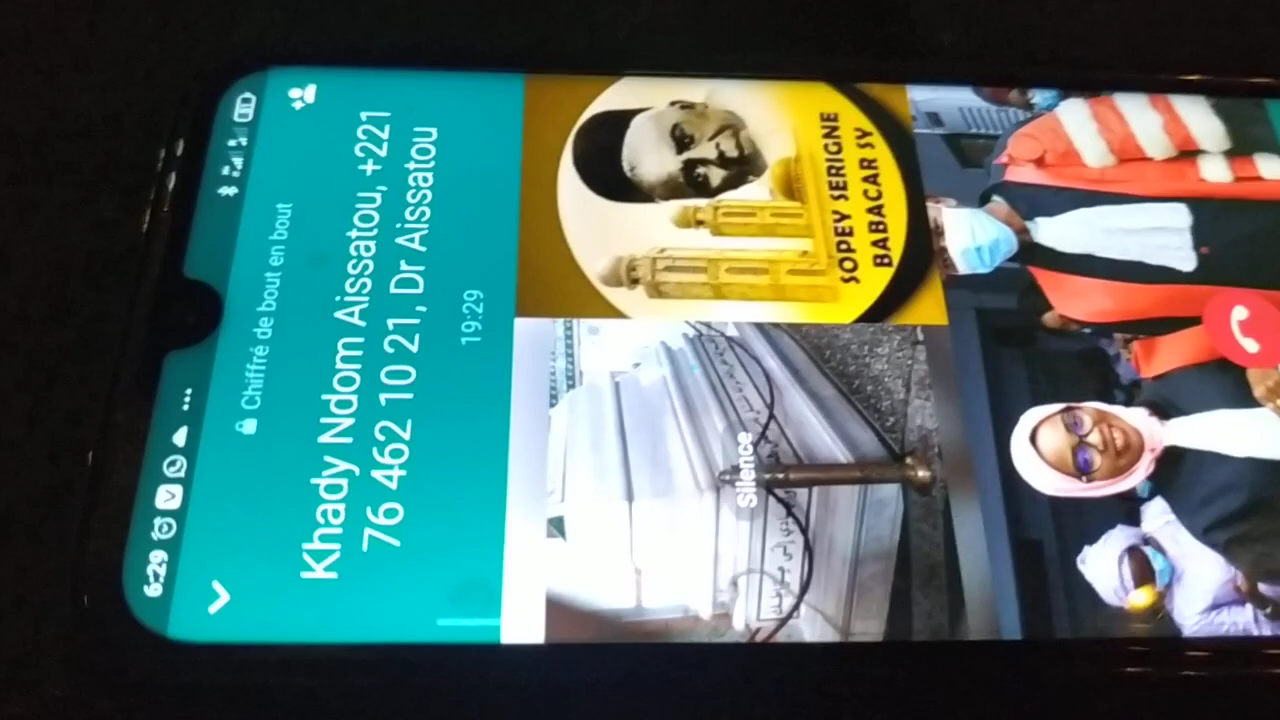 6:29
Chiffré de bout en bout
Khady Ndom Aissatou, +221
76 462 10 21, Dr Aissatou
19:29
SOPEY SERIGNE
BABACAR SY
Silence